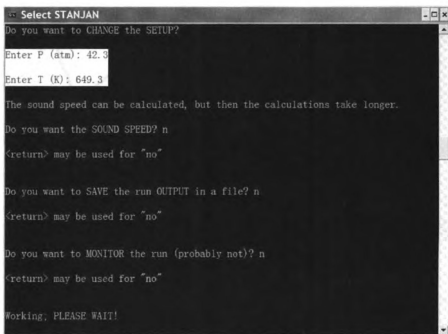 Select STANJAN
Do you want to CHANGE the SETUP?
Enter P (atm): 42.3
Enter T (K): 649.3
The sound speed can be calculated, but then the calculations take longer.
Do you want the SOUND SPEED? n
<return> may be used for "no"
Do you want to SAVE the run OUTPUT in a file? n
<return> may be used for "no"
Do you want to MONITOR the run (probably not)? n
<return> may be used for "no"
Working; PLEASE WAIT!